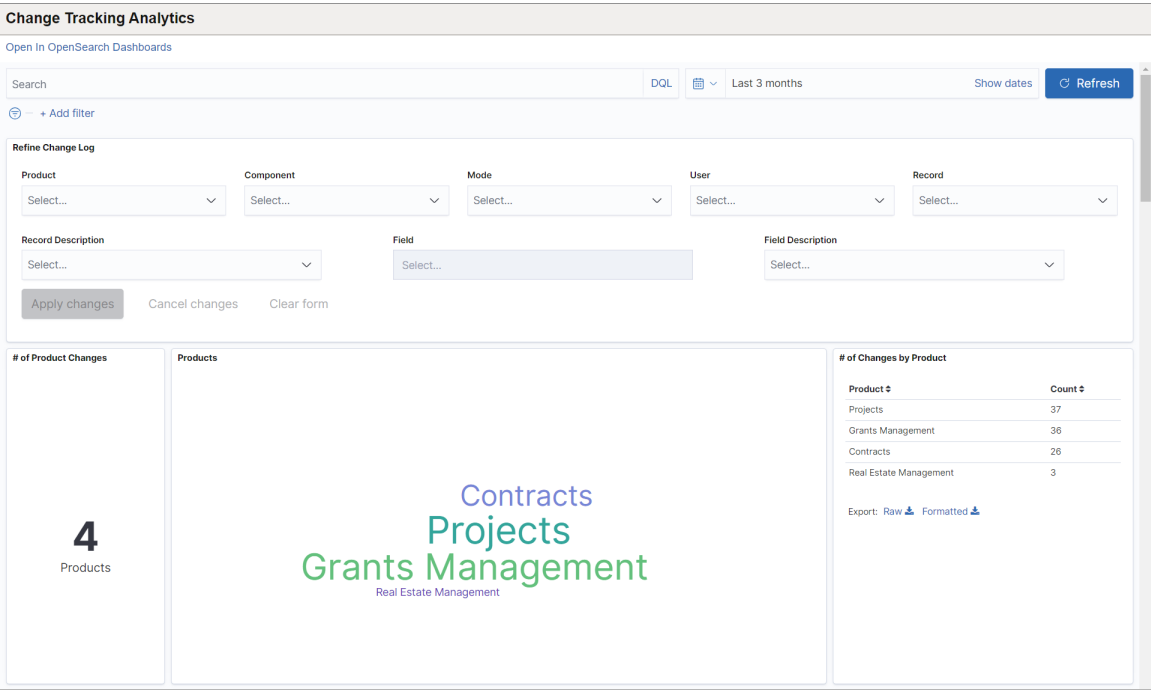 Change Tracking Analytics
Open In OpenSearch Dashboards
Search DQL Last 3 months Show dates Refresh
+ Add filter
Refine Change Log
Product Component Mode User Record
Select... Select... Select... Select... Select...
Record Description Field Field Description
Select... Select... Select...
Apply changes Cancel changes Clear form
# of Product Changes
4
Products
Products
Contracts
Projects
Grants Management
Real Estate Management
# of Changes by Product
Product Count
Projects 37
Grants Management 36
Contracts 26
Real Estate Management 3
Export: Raw Formatted